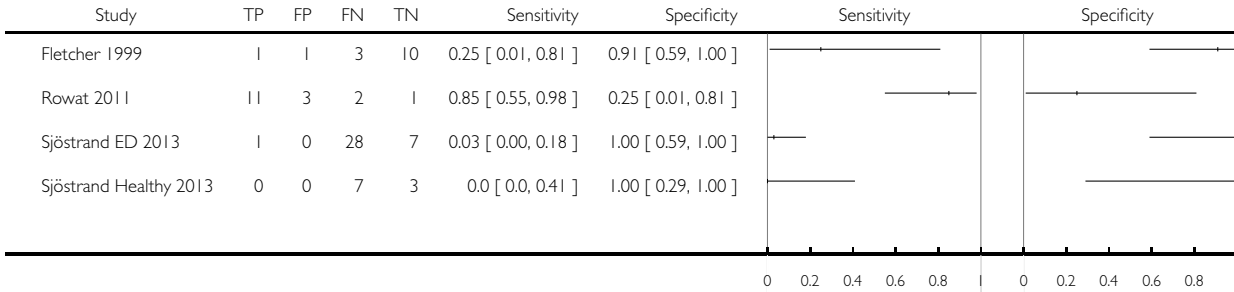 Study TP FP FN TN Sensitivity Specificity Sensitivity Specificity
Fletcher 1999 1 1 3 10 0.25 [ 0.01, 0.81 ] 0.91 [ 0.59, 1.00 ]
Rowat 2011 11 3 2 1 0.85 [ 0.55, 0.98 ] 0.25 [ 0.01, 0.81 ]
Sjöstrand ED 2013 1 0 28 7 0.03 [ 0.00, 0.18 ] 1.00 [ 0.59, 1.00 ]
Sjöstrand Healthy 2013 0 0 7 3 0.0 [ 0.0, 0.41 ] 1.00 [ 0.29, 1.00 ]
0 0.2 0.4 0.6 0.8 1 0 0.2 0.4 0.6 0.8